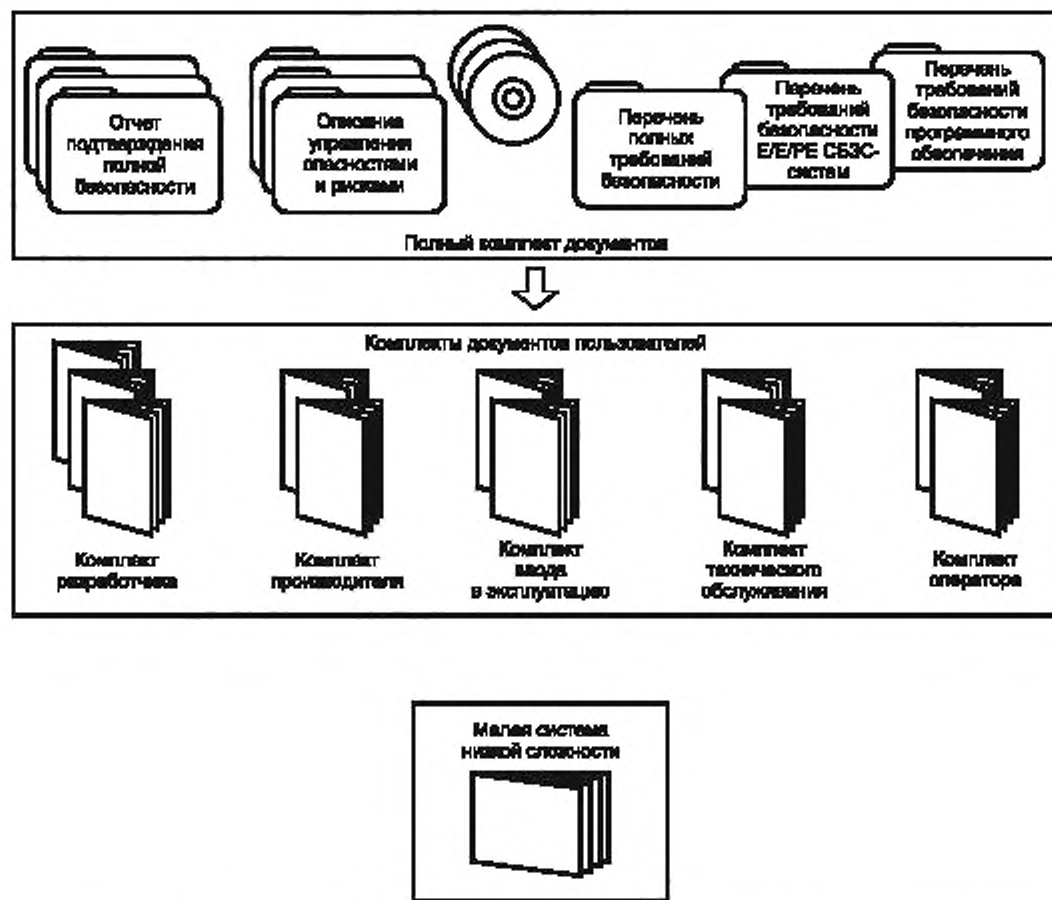 Отчет
подтверждения
полной
безопасности
Описание
управления
опасностями
и рисками
Перечень
полных
требований
безопасности
Перечень
требований
безопасности
E/E/PE СБЗС-
систем
Перечень
требований
безопасности
программного
обеспечения
Полный комплект документов
Комплекты документов пользователей
Комплект
разработчика
Комплект
производителя
Комплект
ввода
в эксплуатацию
Комплект
технического
обслуживания
Комплект
оператора
Малая система
низкой сложности